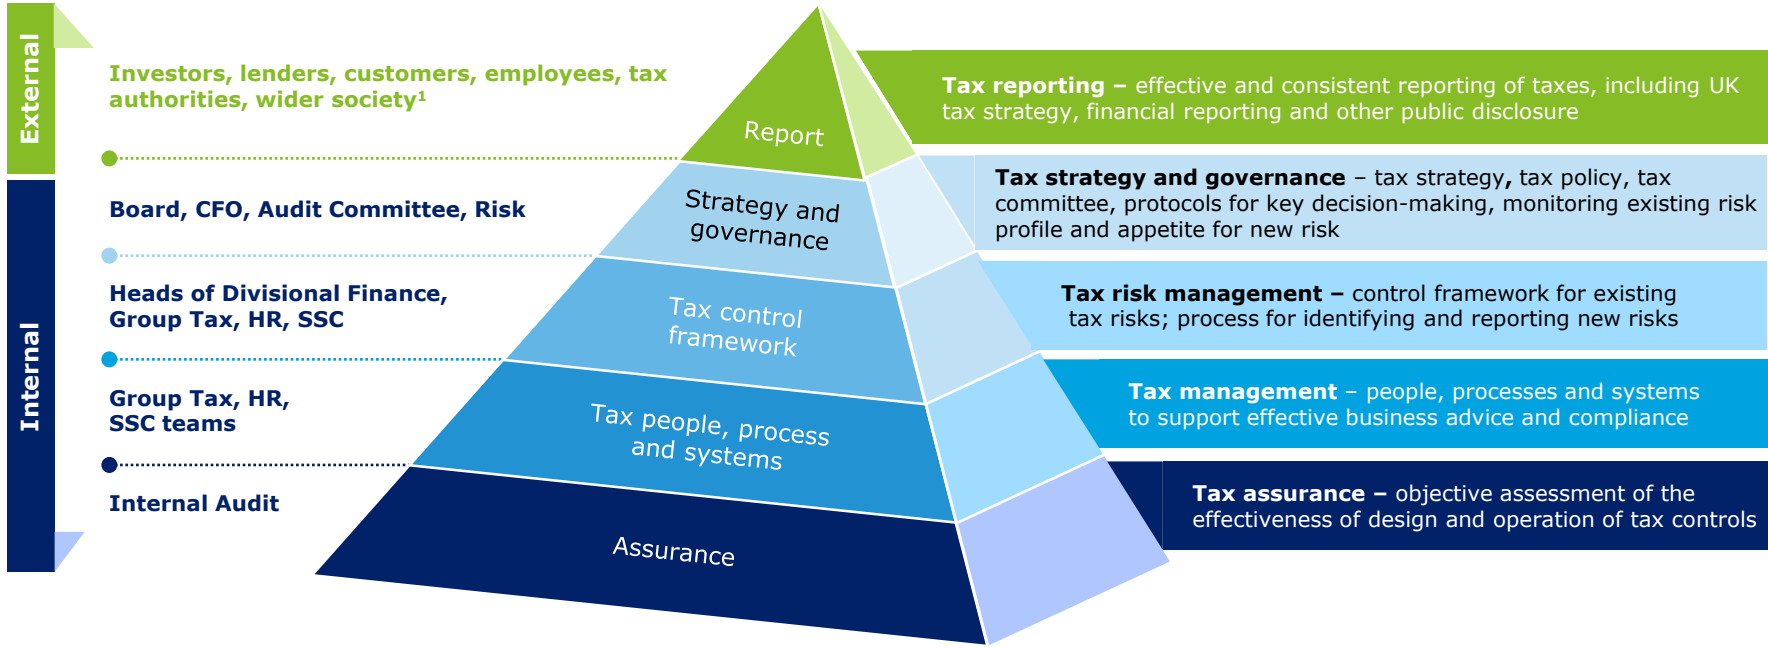 External
Investors, lenders, customers, employees, tax
authorities, wider society¹
Report
Tax reporting – effective and consistent reporting of taxes, including UK
tax strategy, financial reporting and other public disclosure
Internal
Board, CFO, Audit Committee, Risk
Strategy and
governance
Tax strategy and governance – tax strategy, tax policy, tax
committee, protocols for key decision-making, monitoring existing risk
profile and appetite for new risk
Heads of Divisional Finance,
Group Tax, HR, SSC
Tax control
framework
Tax risk management – control framework for existing
tax risks; process for identifying and reporting new risks
Group Tax, HR,
SSC teams
Tax people, process
and systems
Tax management – people, processes and systems
to support effective business advice and compliance
Internal Audit
Assurance
Tax assurance – objective assessment of the
effectiveness of design and operation of tax controls